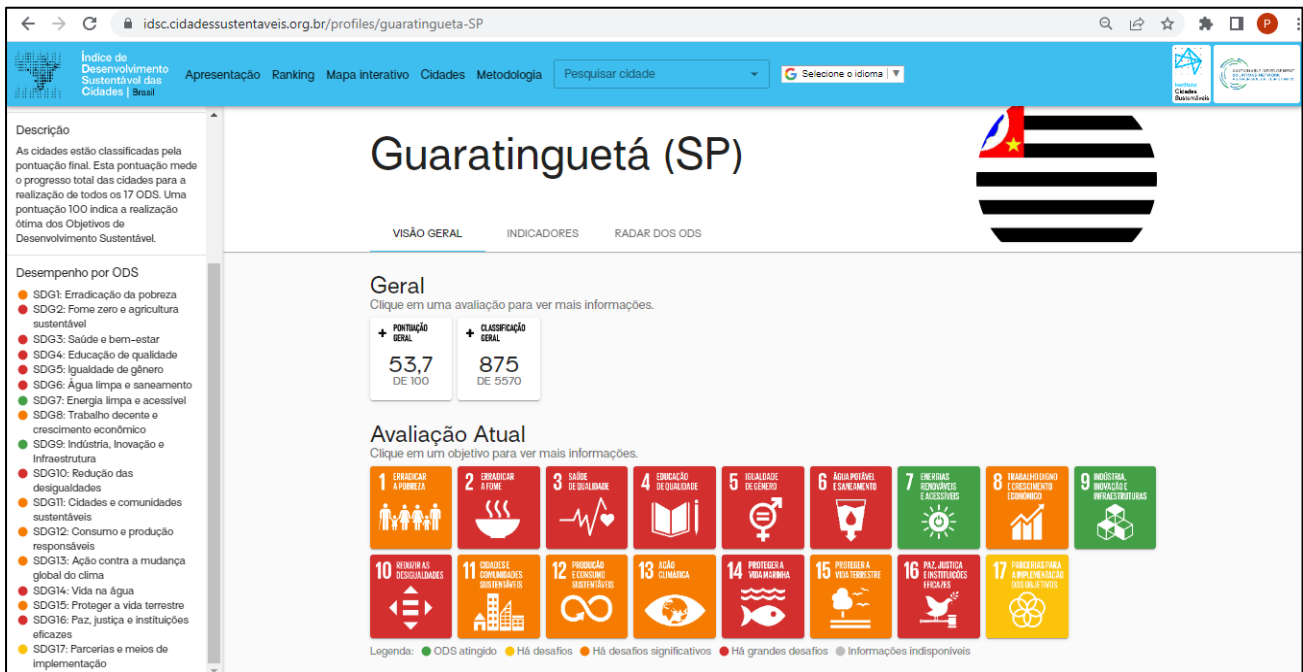 idsc.cidadessustentaveis.org.br/profiles/guaratingueta-SP
P
Índice de
Desenvolvimento
Sustentável das
Cidades | Brasil
Apresentação Ranking Mapa interativo Cidades Metodologia
Pesquisar cidade
G Selecione o idioma
Instituto
Cidades
Sustentáveis
SUSTAINABLE DEVELOPMENT
SOLUTIONS NETWORK
Descrição
As cidades estão classificadas pela
pontuação final. Esta pontuação mede
o progresso total das cidades para a
realização de todos os 17 ODS. Uma
pontuação 100 indica a realização
ótima dos Objetivos de
Desenvolvimento Sustentável.
Desempenho por ODS
SDG1: Erradicação da pobreza
SDG2: Fome zero e agricultura
sustentável
SDG3: Saúde e bem-estar
SDG4: Educação de qualidade
SDG5: Igualdade de gênero
SDG6: Água limpa e saneamento
SDG7: Energia limpa e acessível
SDG8: Trabalho decente e
crescimento econômico
SDG9: Indústria, Inovação e
Infraestrutura
SDG10: Redução das
desigualdades
SDG11: Cidades e comunidades
sustentáveis
SDG12: Consumo e produção
responsáveis
SDG13: Ação contra a mudança
global do clima
SDG14: Vida na água
SDG15: Proteger a vida terrestre
SDG16: Paz, justiça e instituições
eficazes
SDG17: Parcerias e meios de
implementação
Guaratinguetá (SP)
VISÃO GERAL INDICADORES RADAR DOS ODS
Geral
Clique em uma avaliação para ver mais informações.
+ PONTUAÇÃO
GERAL
53,7
DE 100
+ CLASSIFICAÇÃO
GERAL
875
DE 5570
Avaliação Atual
Clique em um objetivo para ver mais informações.
1 ERRADICAR
A POBREZA
2 ERRADICAR
A FOME
3 SAÚDE
DE QUALIDADE
4 EDUCAÇÃO
DE QUALIDADE
5 IGUALDADE
DE GÉNERO
6 ÁGUA POTÁVEL
E SANEAMENTO
7 ENERGIAS
RENOVÁVEIS
E ACESSÍVEIS
8 TRABALHO DIGNO
E CRESCIMENTO
ECONÓMICO
9 INDÚSTRIA,
INOVAÇÃO E
INFRAESTRUTURAS
10 REDUZIR AS
DESIGUALDADES
11 CIDADES E
COMUNIDADES
SUSTENTÁVEIS
12 PRODUÇÃO
E CONSUMO
SUSTENTÁVEIS
13 AÇÃO
CLIMÁTICA
14 PROTEGER A
VIDA MARINHA
15 PROTEGER A
VIDA TERRESTRE
16 PAZ, JUSTIÇA
E INSTITUIÇÕES
EFICAZES
17 PARCERIAS PARA
A IMPLEMENTAÇÃO
DOS OBJETIVOS
Legenda: ODS atingido Há desafios Há desafios significativos Há grandes desafios Informações indisponíveis